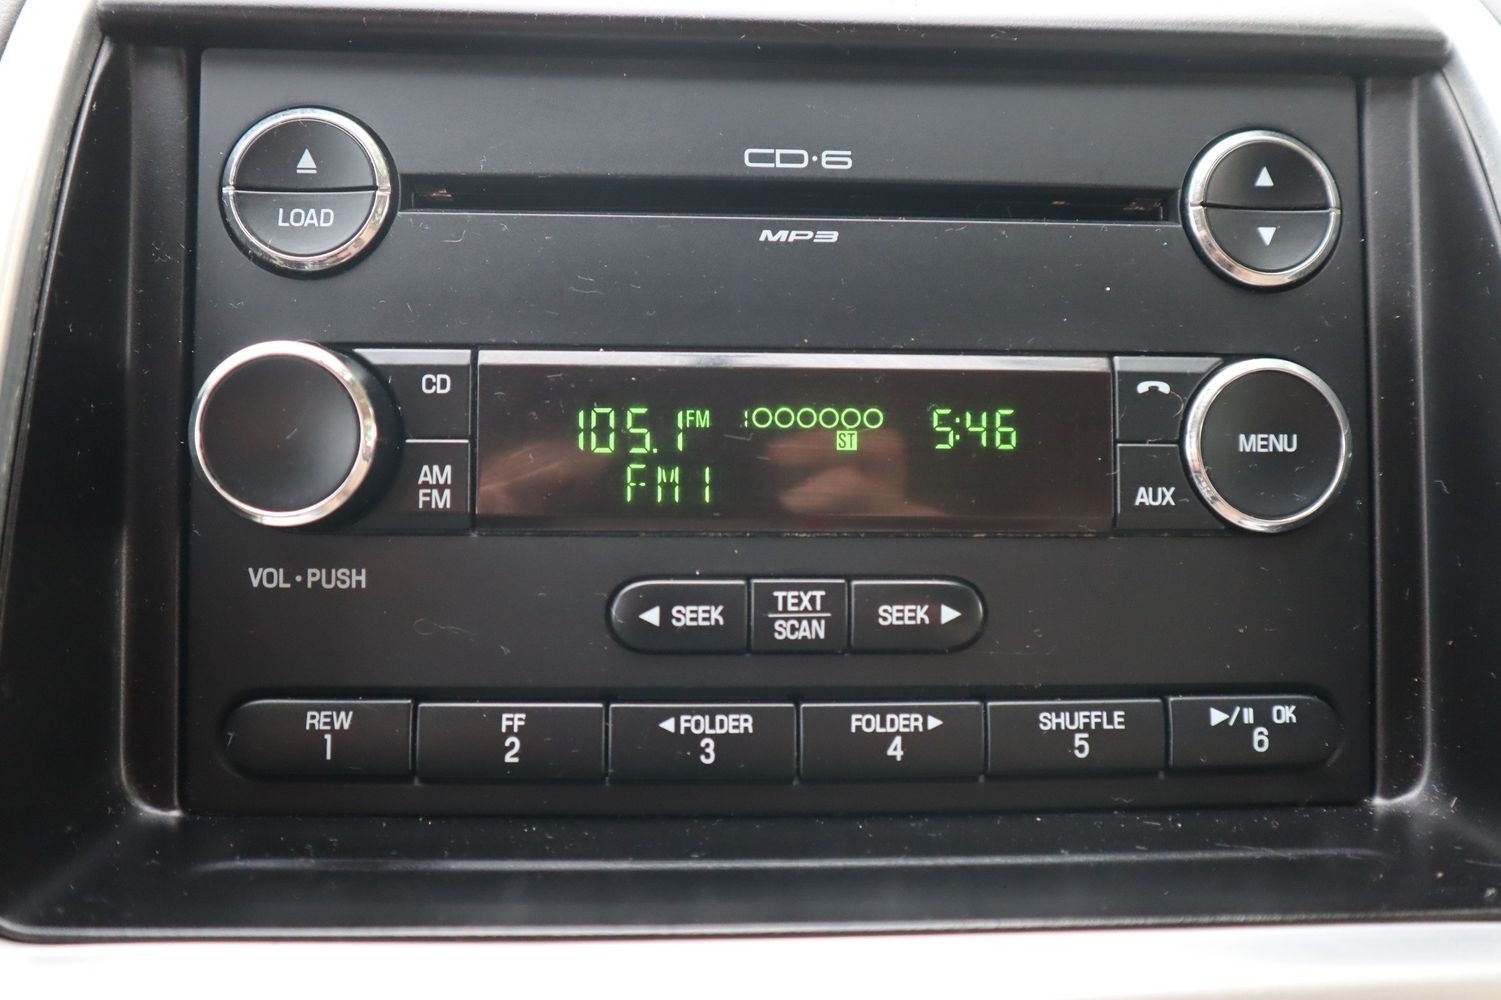 CD·6
LOAD
MP3
CD
105.1 FM
5:46
ST
MENU
AM
FM
FM1
AUX
VOL · PUSH
SEEK
TEXT
SCAN
SEEK
REW
1
FF
2
FOLDER
3
FOLDER
4
SHUFFLE
5
OK
6